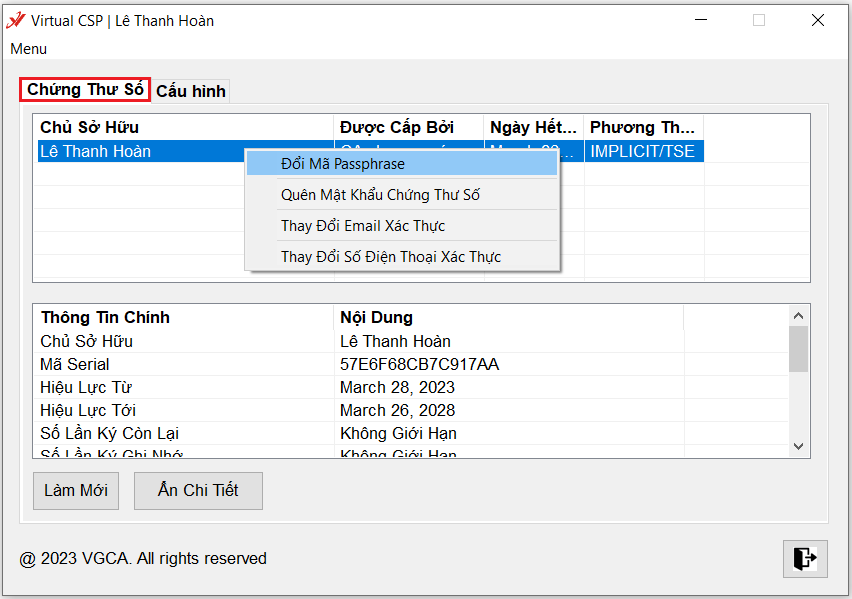 Virtual CSP | Lê Thanh Hoàn
Menu
Chứng Thư Số Cấu hình
Chủ Sở Hữu Được Cấp Bởi Ngày Hết... Phương Th...
Lê Thanh Hoàn IMPLICIT/TSE
Đổi Mã Passphrase
Quên Mật Khẩu Chứng Thư Số
Thay Đổi Email Xác Thực
Thay Đổi Số Điện Thoại Xác Thực
Thông Tin Chính Nội Dung
Chủ Sở Hữu Lê Thanh Hoàn
Mã Serial 57E6F68CB7C917AA
Hiệu Lực Từ March 28, 2023
Hiệu Lực Tới March 26, 2028
Số Lần Ký Còn Lại Không Giới Hạn
Số Lần Ký Ghi Nhớ Không Giới Hạn
Làm Mới Ẩn Chi Tiết
@ 2023 VGCA. All rights reserved